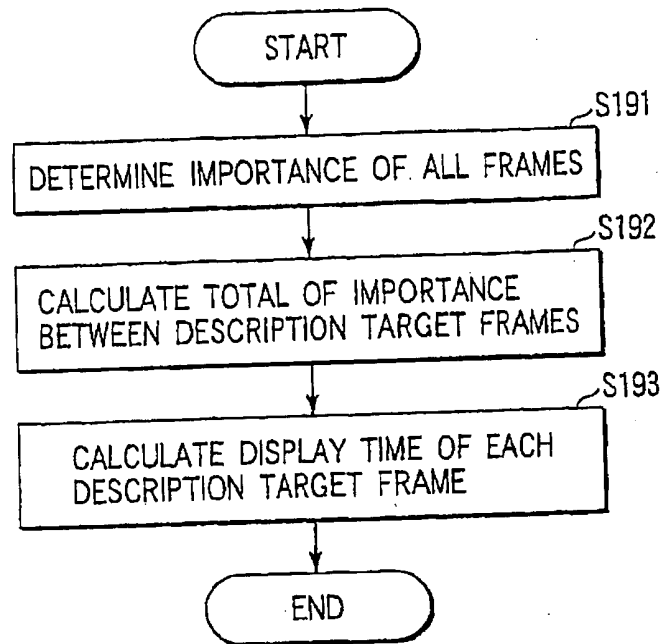 START
S191
DETERMINE IMPORTANCE OF ALL FRAMES
S192
CALCULATE TOTAL OF IMPORTANCE
BETWEEN DESCRIPTION TARGET FRAMES
S193
CALCULATE DISPLAY TIME OF EACH
DESCRIPTION TARGET FRAME
END